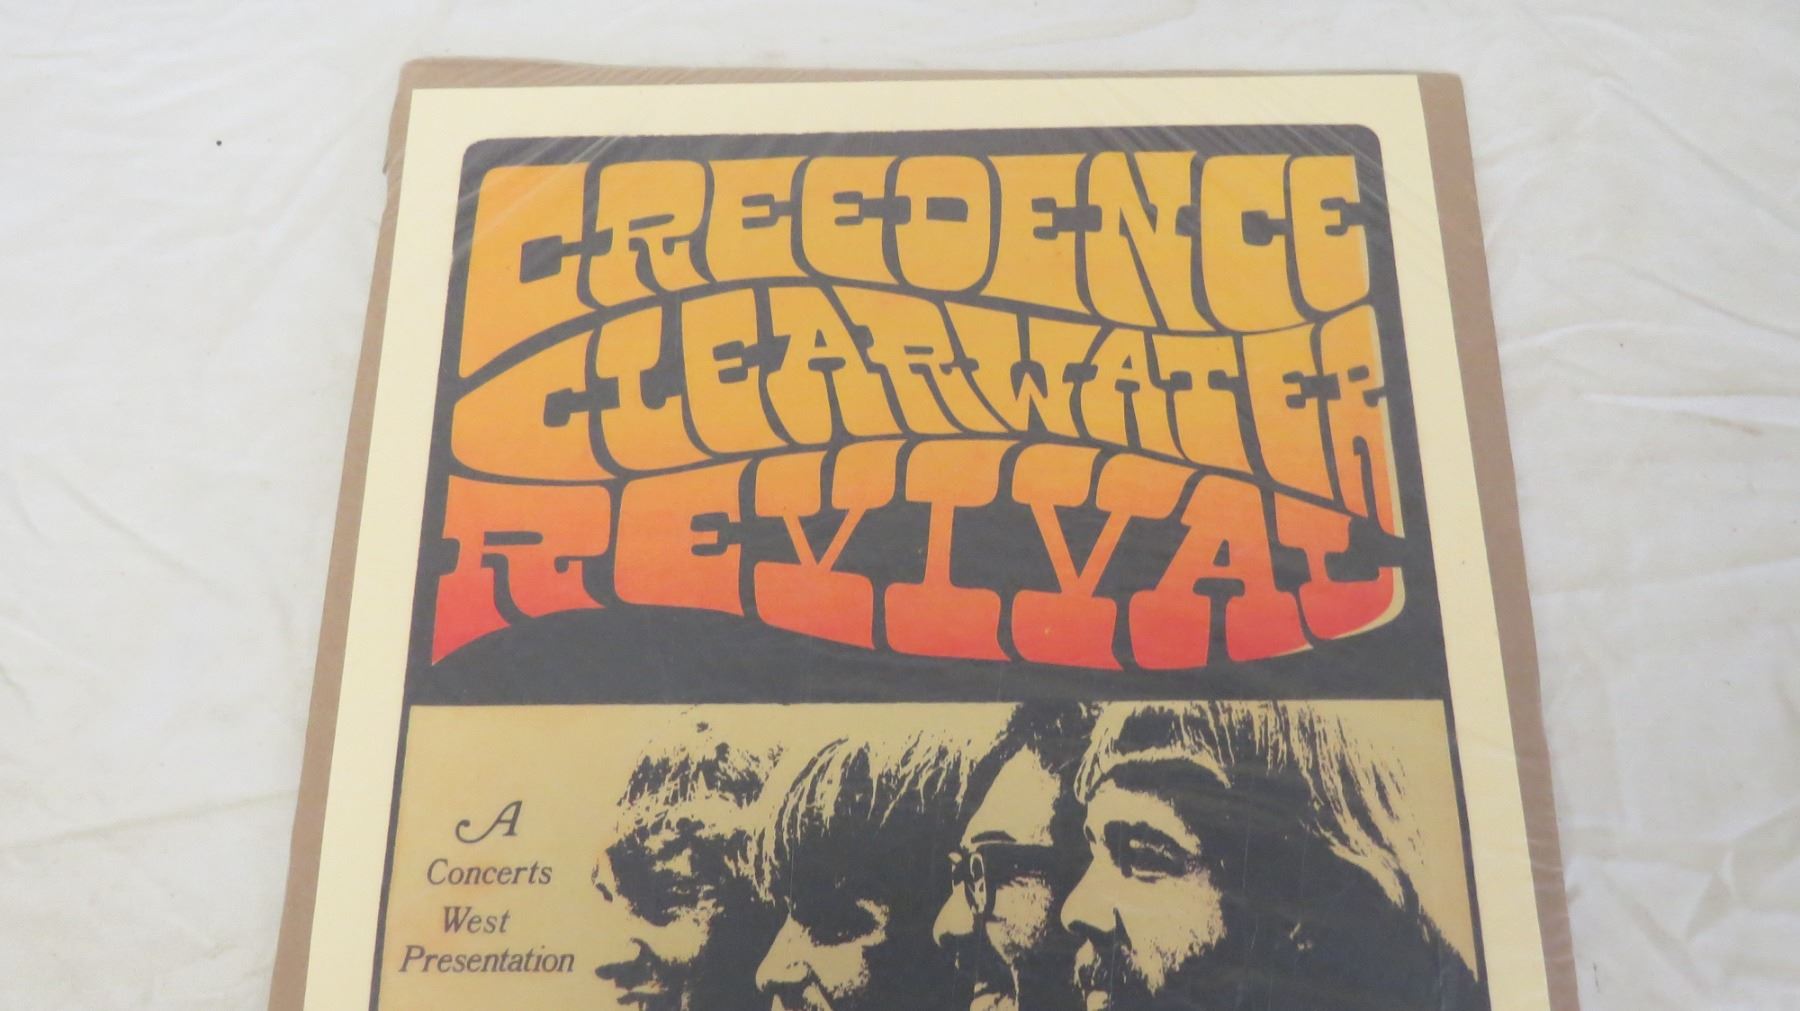 CREEDENCE
CLEARWATER
REVIVAL
A
Concerts
West
Presentation